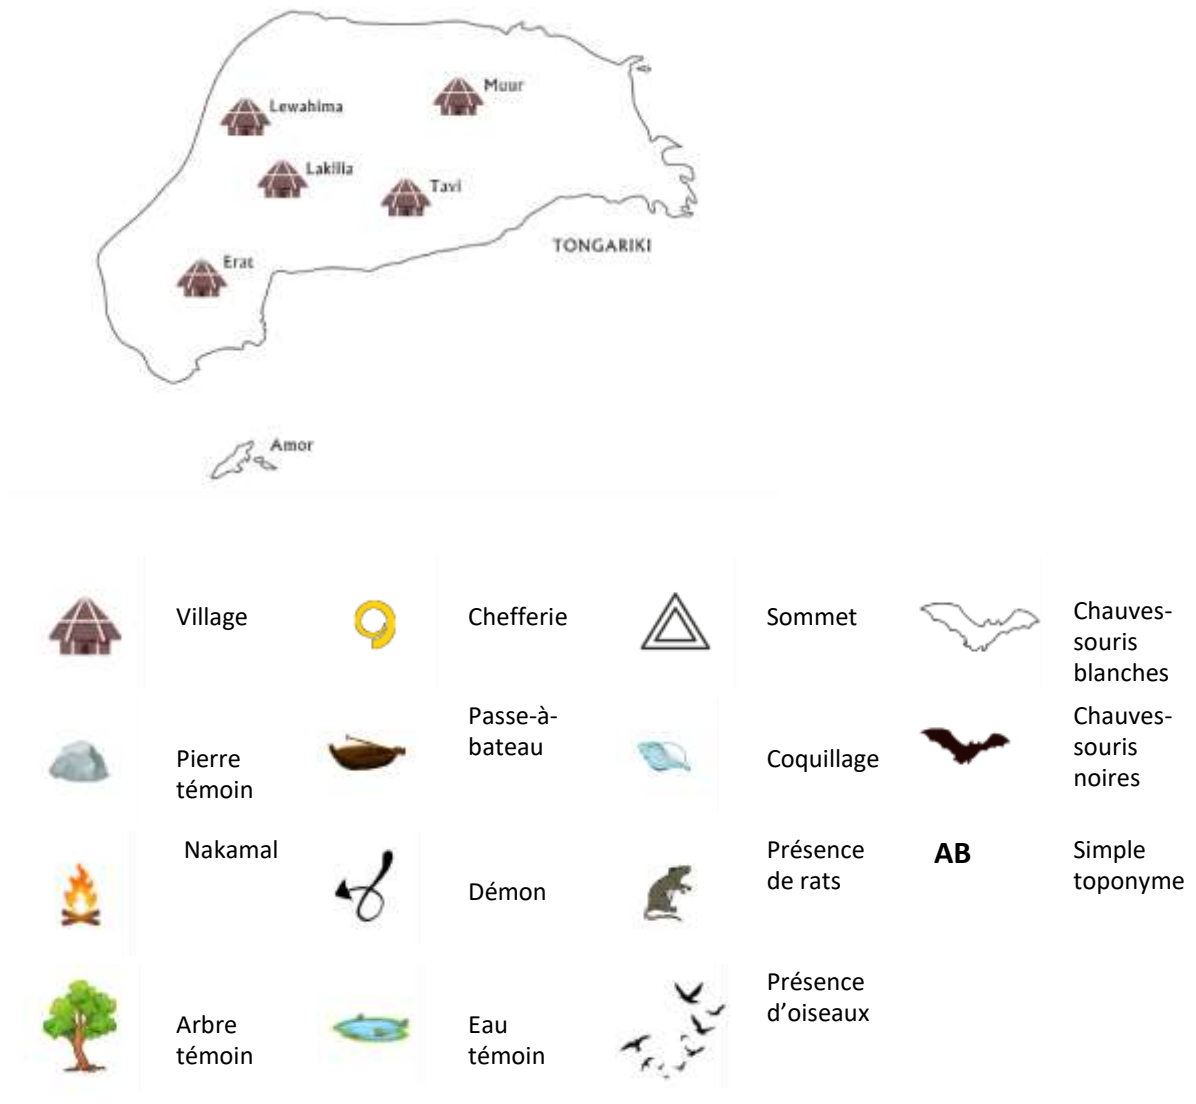 Muur
Lewahima
Lakilia
Tavi
TONGARIKI
Erat
Amor
Village
Chefferie
Sommet
Chauves-
souris
blanches
Pierre
témoin
Passe-à-
bateau
Coquillage
Chauves-
souris
noires
Nakamal
Démon
Présence
de rats
AB
Simple
toponyme
Arbre
témoin
Eau
témoin
Présence
d’oiseaux